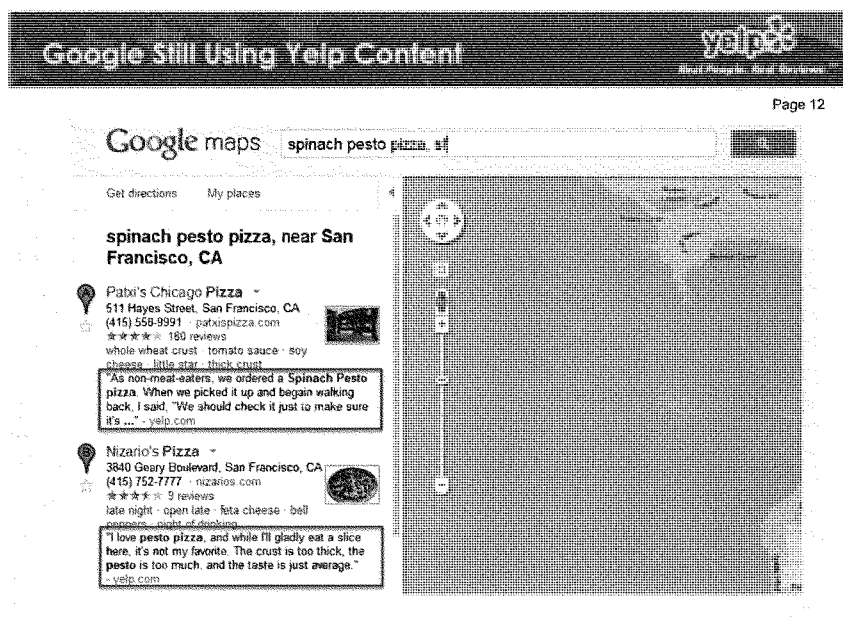 Google Still Using Yelp Content
yelp
Real People. Real Reviews.
Page 12
Google maps
spinach pesto pizza, sf
Get directions My places
spinach pesto pizza, near San
Francisco, CA
A
Patxi's Chicago Pizza
511 Hayes Street, San Francisco, CA
(415) 558-9991 · patxispizza.com
160 reviews
whole wheat crust · tomato sauce · soy
cheese · little star · thick crust
"As non-meat-eaters, we ordered a Spinach Pesto
pizza. When we picked it up and begain walking
back, I said, "We should check it just to make sure
it's ..." - yelp.com
B
Nizario's Pizza
3840 Geary Boulevard, San Francisco, CA
(415) 752-7777 · nizarios.com
9 reviews
late night · open late · feta cheese · bell
peppers · night of drinking
"I love pesto pizza, and while I'll gladly eat a slice
here, it's not my favorite. The crust is too thick, the
pesto is too much, and the taste is just average."
- yelp.com